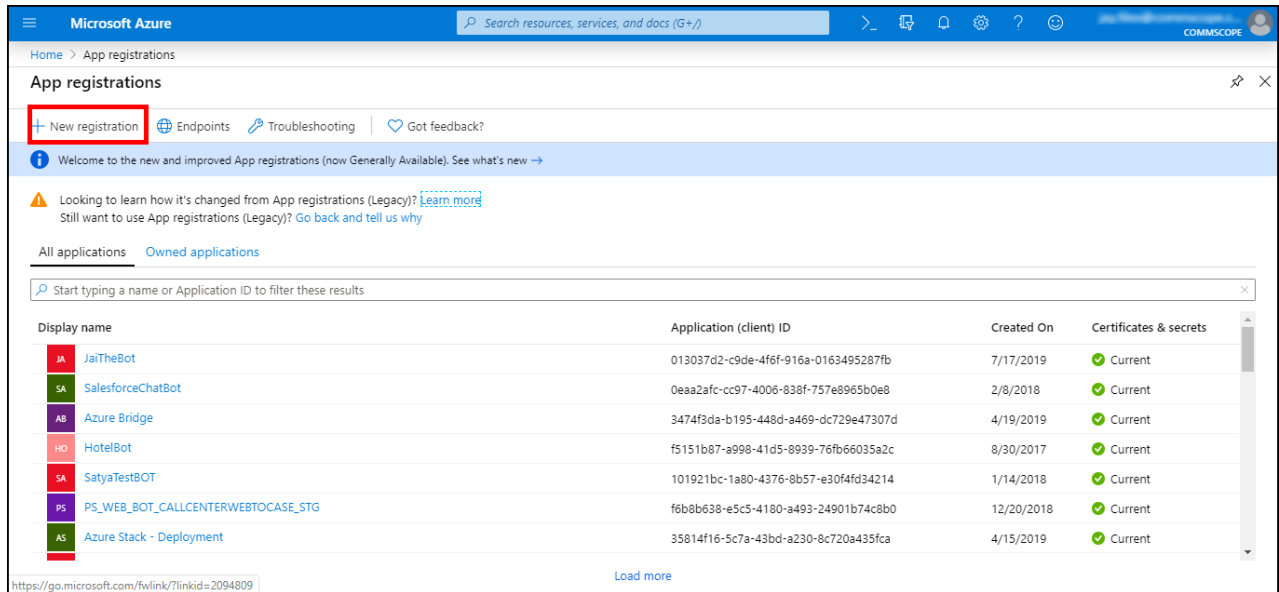 Microsoft Azure
Search resources, services, and docs (G+/)
COMMSCOPE
Home > App registrations
App registrations
New registration
Endpoints
Troubleshooting
Got feedback?
Welcome to the new and improved App registrations (now Generally Available). See what's new →
Looking to learn how it's changed from App registrations (Legacy)? Learn more
Still want to use App registrations (Legacy)? Go back and tell us why
All applications Owned applications
Start typing a name or Application ID to filter these results
Display name Application (client) ID Created On Certificates & secrets
JA JaiTheBot 013037d2-c9de-4f6f-916a-0163495287fb 7/17/2019 Current
SA SalesforceChatBot 0eaa2afc-cc97-4006-838f-757e8965b0e8 2/8/2018 Current
AB Azure Bridge 3474f3da-b195-448d-a469-dc729e47307d 4/19/2019 Current
HO HotelBot f5151b87-a998-41d5-8939-76fb66035a2c 8/30/2017 Current
SA SatyaTestBOT 101921bc-1a80-4376-8b57-e30f4fd34214 1/14/2018 Current
PS PS_WEB_BOT_CALLCENTERWEBTOCASE_STG f6b8b638-e5c5-4180-a493-24901b74c8b0 12/20/2018 Current
AS Azure Stack - Deployment 35814f16-5c7a-43bd-a230-8c720a435fca 4/15/2019 Current
Load more
https://go.microsoft.com/fwlink/?linkid=2094809